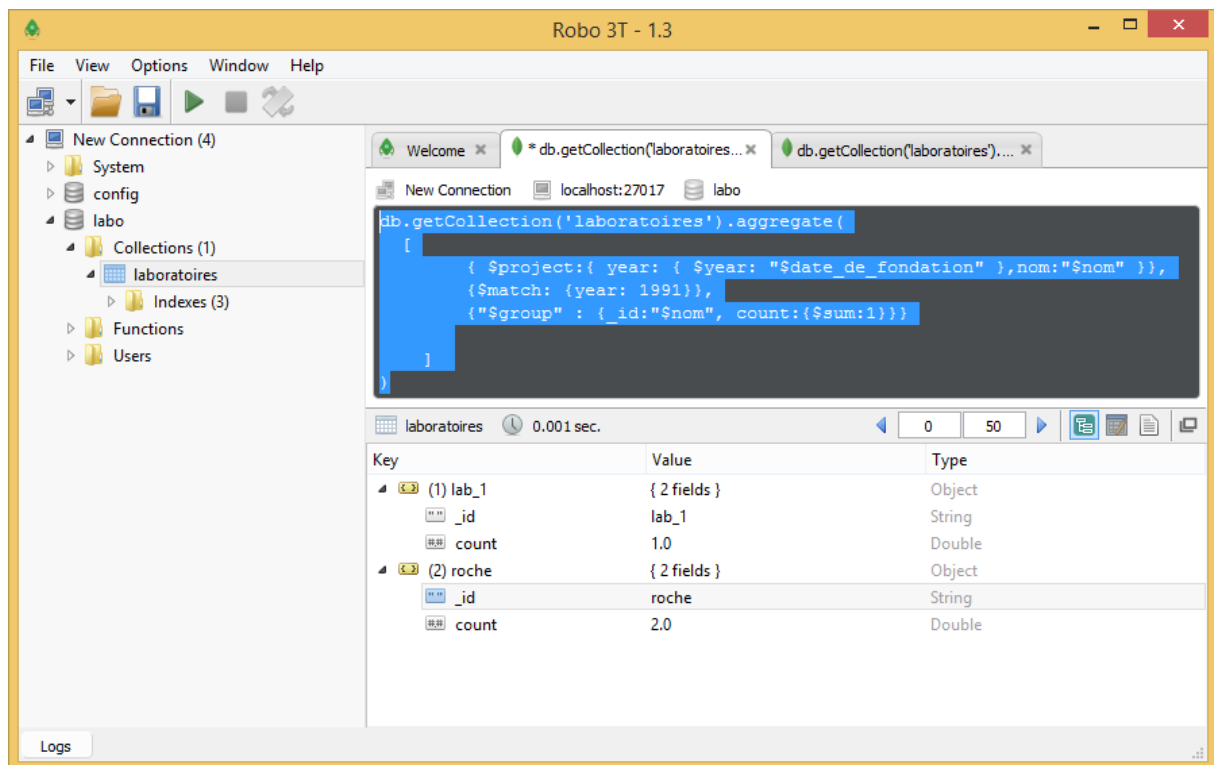 Robo 3T - 1.3
File View Options Window Help
New Connection (4)
System
config
labo
Collections (1)
laboratoires
Indexes (3)
Functions
Users
Welcome
* db.getCollection('laboratoires...
db.getCollection('laboratoires')....
New Connection localhost:27017 labo
db.getCollection('laboratoires').aggregate(
[
{ $project:{ year: { $year: "$date_de_fondation" },nom:"$nom" }},
{$match: {year: 1991}},
{"$group" : {_id:"$nom", count:{$sum:1}}}
]
)
laboratoires 0.001 sec. 0 50
Key Value Type
(1) lab_1 { 2 fields } Object
_id lab_1 String
count 1.0 Double
(2) roche { 2 fields } Object
_id roche String
count 2.0 Double
Logs